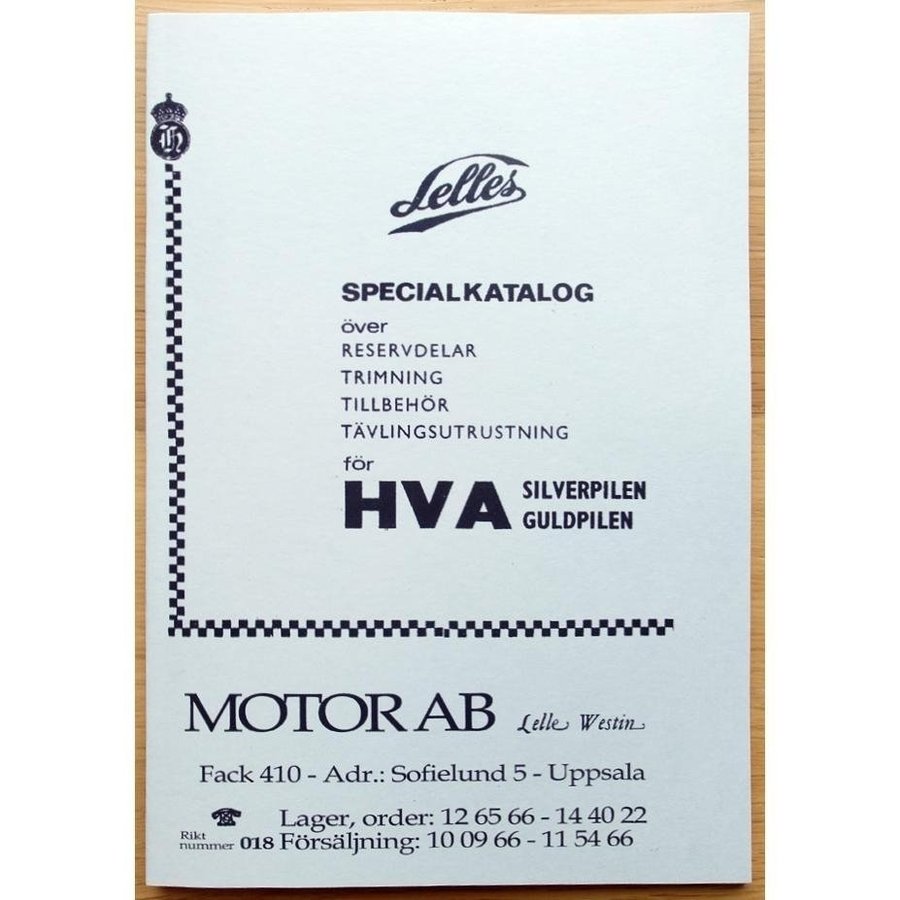 H
Lelles
SPECIALKATALOG
över
RESERVDELAR
TRIMNING
TILLBEHÖR
TÄVLINGSUTRUSTNING
för
HVA SILVERPILEN
GULDPILEN
MOTOR AB Lelle Westin
Fack 410 - Adr.: Sofielund 5 - Uppsala
Lager, order: 12 65 66 - 14 40 22
Rikt
nummer 018 Försäljning: 10 09 66 - 11 54 66